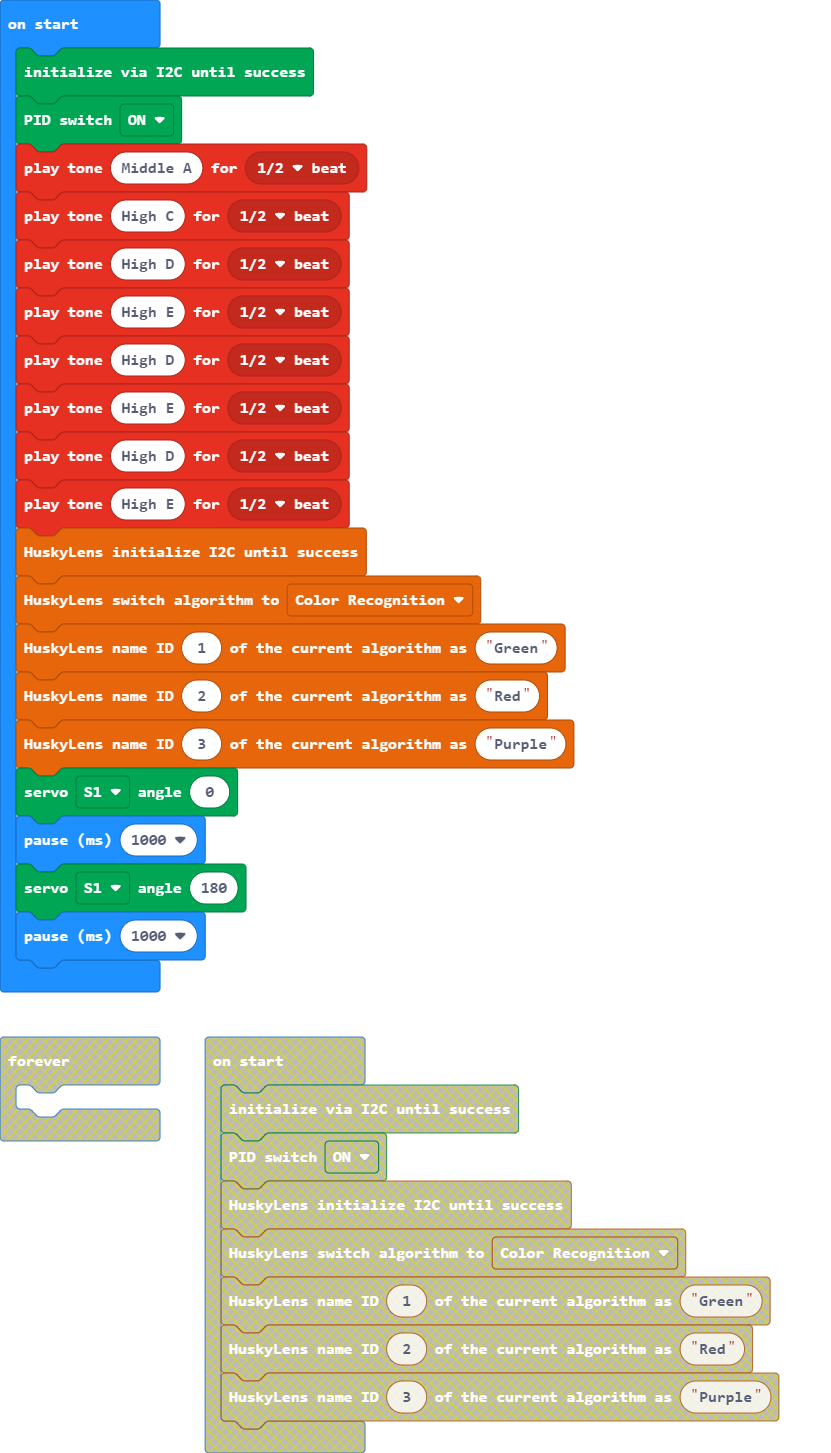 on start
initialize via I2C until success
PID switch ON
play tone Middle A for 1/2 beat
play tone High C for 1/2 beat
play tone High D for 1/2 beat
play tone High E for 1/2 beat
play tone High D for 1/2 beat
play tone High E for 1/2 beat
play tone High D for 1/2 beat
play tone High E for 1/2 beat
HuskyLens initialize I2C until success
HuskyLens switch algorithm to Color Recognition
HuskyLens name ID 1 of the current algorithm as "Green"
HuskyLens name ID 2 of the current algorithm as "Red"
HuskyLens name ID 3 of the current algorithm as "Purple"
servo S1 angle 0
pause (ms) 1000
servo S1 angle 180
pause (ms) 1000
forever
on start
initialize via I2C until success
PID switch ON
HuskyLens initialize I2C until success
HuskyLens switch algorithm to Color Recognition
HuskyLens name ID 1 of the current algorithm as "Green"
HuskyLens name ID 2 of the current algorithm as "Red"
HuskyLens name ID 3 of the current algorithm as "Purple"